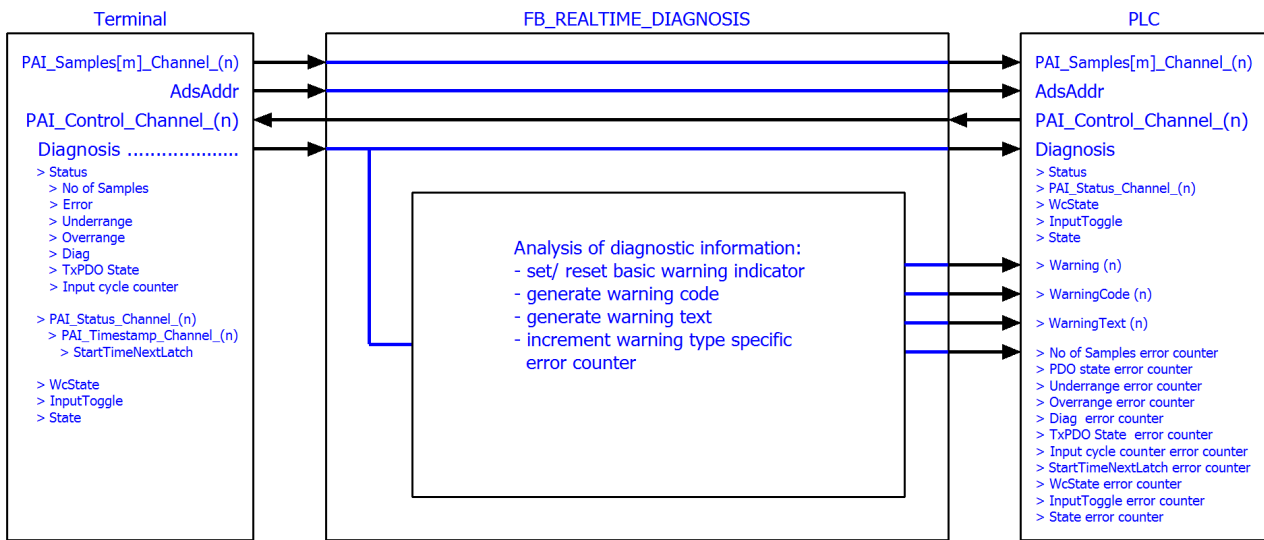 Terminal
FB_REALTIME_DIAGNOSIS
PLC
PAI_Samples[m]_Channel_(n)
AdsAddr
PAI_Control_Channel_(n)
Diagnosis .....................
> Status
> No of Samples
> Error
> Underrange
> Overrange
> Diag
> TxPDO State
> Input cycle counter
> PAI_Status_Channel_(n)
> PAI_Timestamp_Channel_(n)
> StartTimeNextLatch
> WcState
> InputToggle
> State
Analysis of diagnostic information:
- set/ reset basic warning indicator
- generate warning code
- generate warning text
- increment warning type specific
error counter
PAI_Samples[m]_Channel_(n)
AdsAddr
PAI_Control_Channel_(n)
Diagnosis
> Status
> PAI_Status_Channel_(n)
> WcState
> InputToggle
> State
> Warning (n)
> WarningCode (n)
> WarningText (n)
> No of Samples error counter
> PDO state error counter
> Underrange error counter
> Overrange error counter
> Diag  error counter
> TxPDO State  error counter
> Input cycle counter error counter
> StartTimeNextLatch error counter
> WcState error counter
> InputToggle error counter
> State error counter